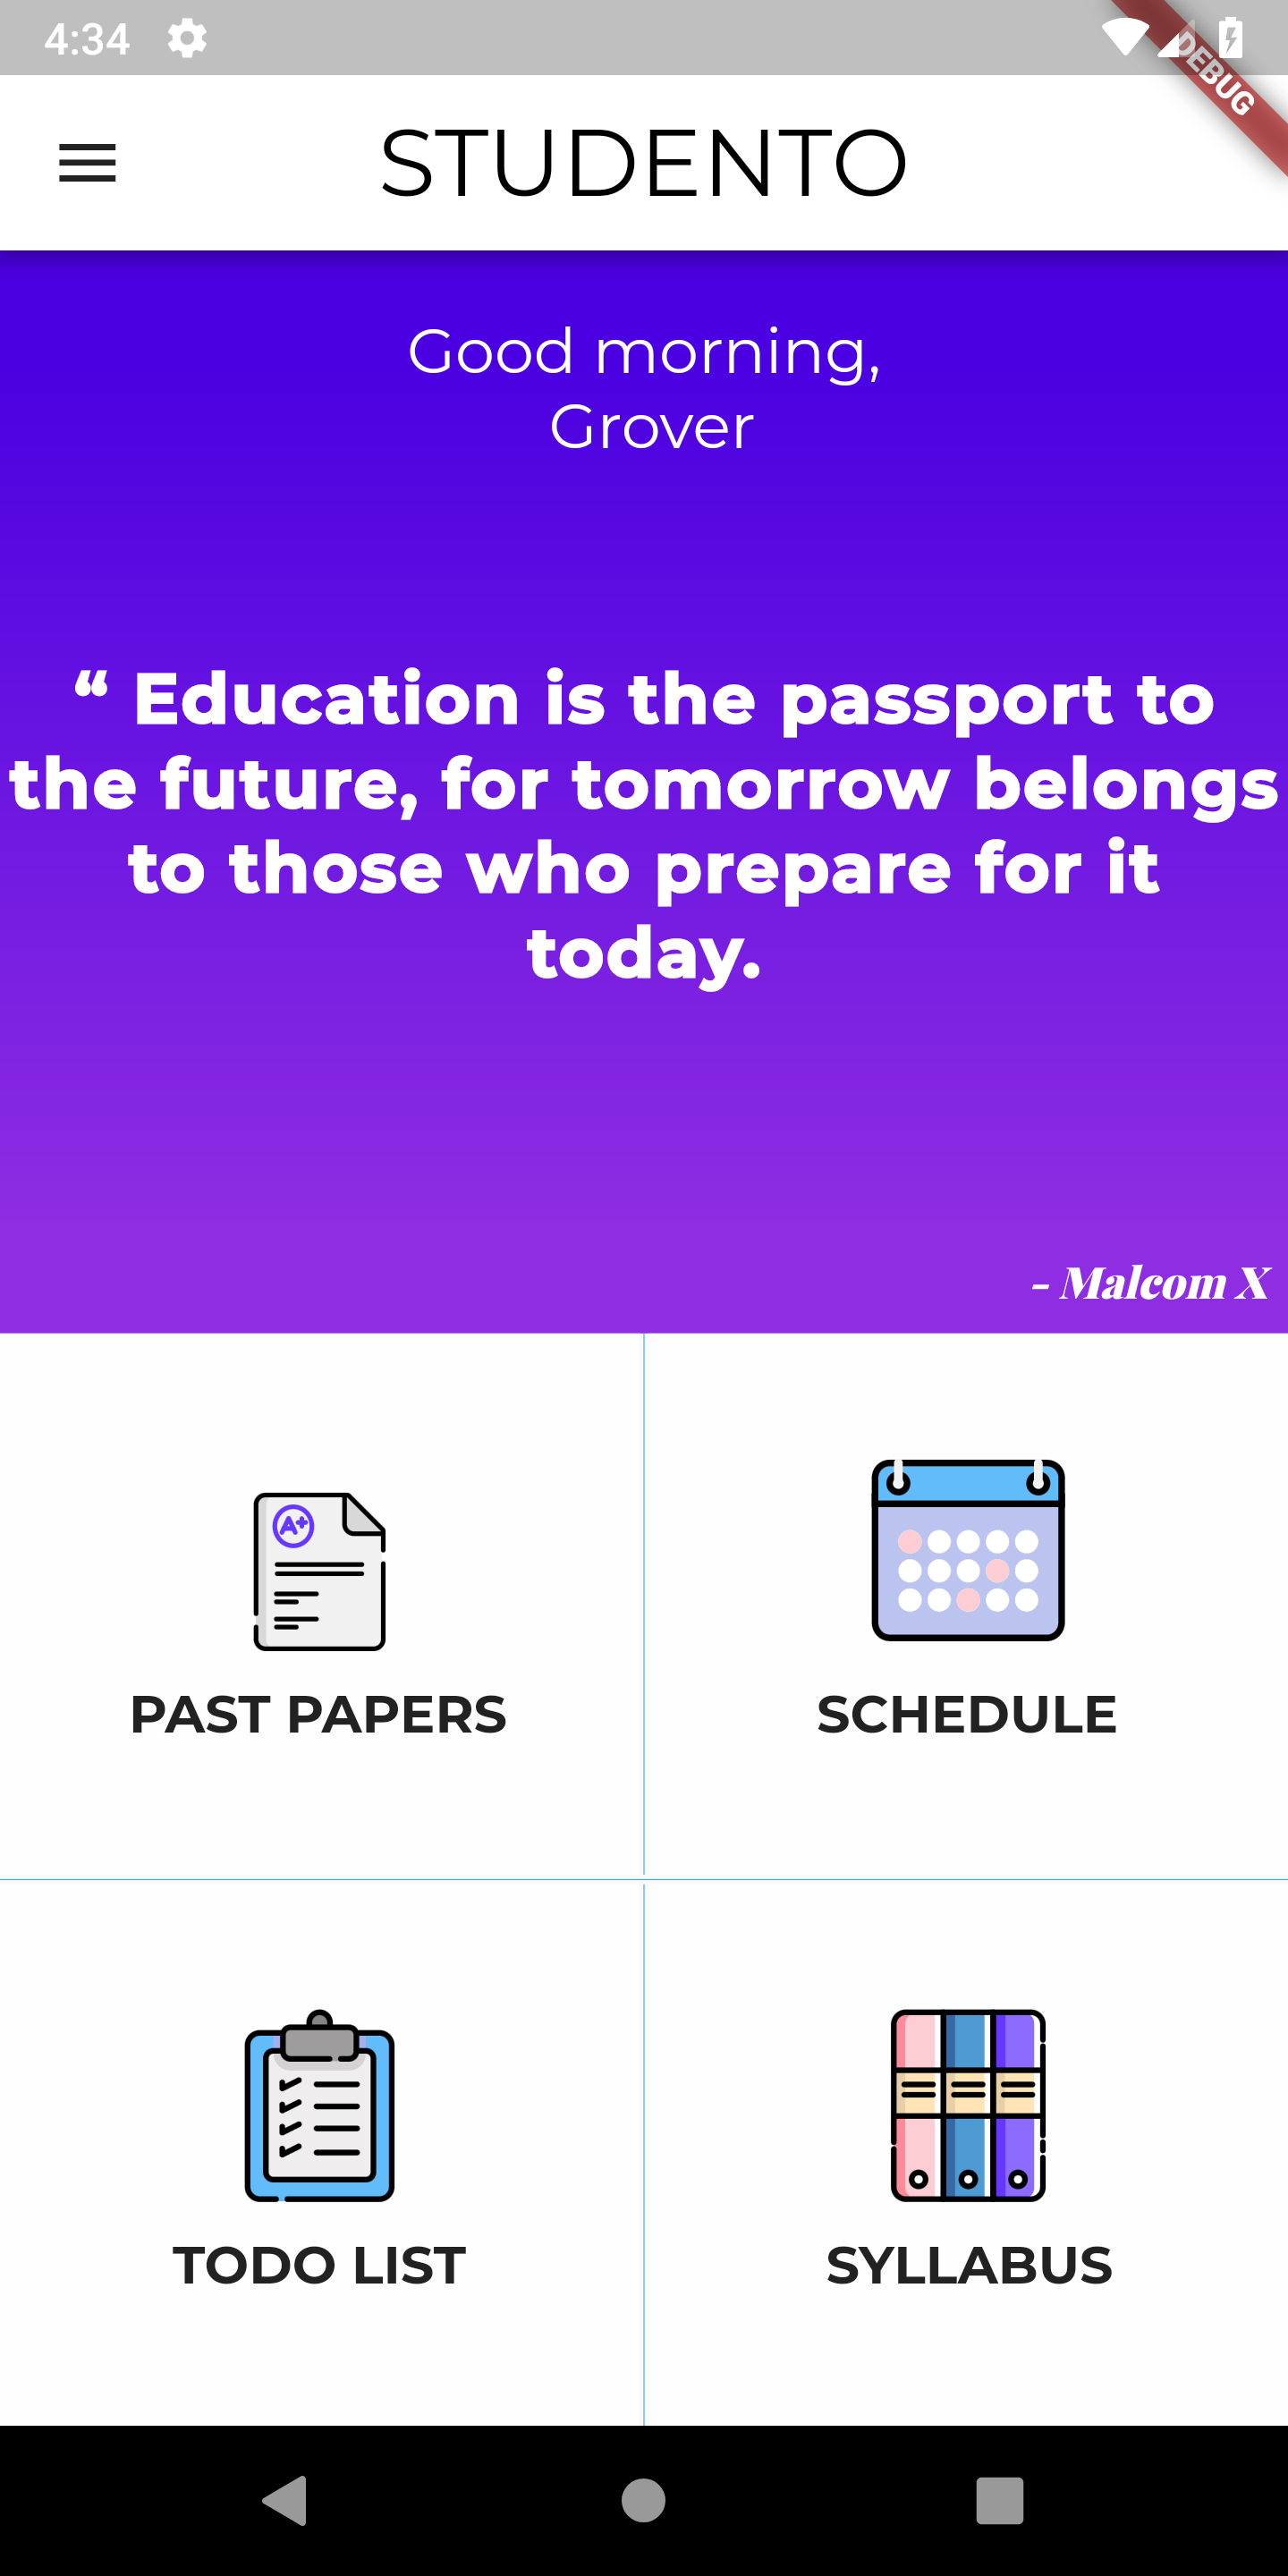 4:34
DEBUG
STUDENTO
Good morning,
Grover
“ Education is the passport to
the future, for tomorrow belongs
to those who prepare for it
today.
- Malcom X
A+
PAST PAPERS
SCHEDULE
TODO LIST
SYLLABUS